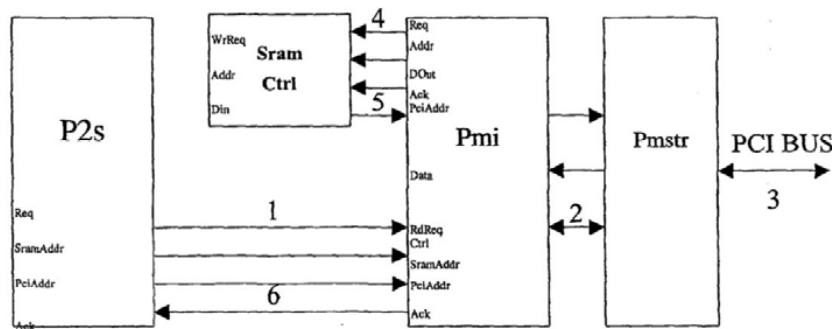 P2s
Req
SramAddr
PciAddr
Ack
WrReq
Addr
Din
Sram
Ctrl
4
5
1
6
Req
Addr
DOut
Ack
PciAddr
Pmi
Data
RdReq
Ctrl
SramAddr
PciAddr
Ack
2
Pmstr
PCI BUS
3